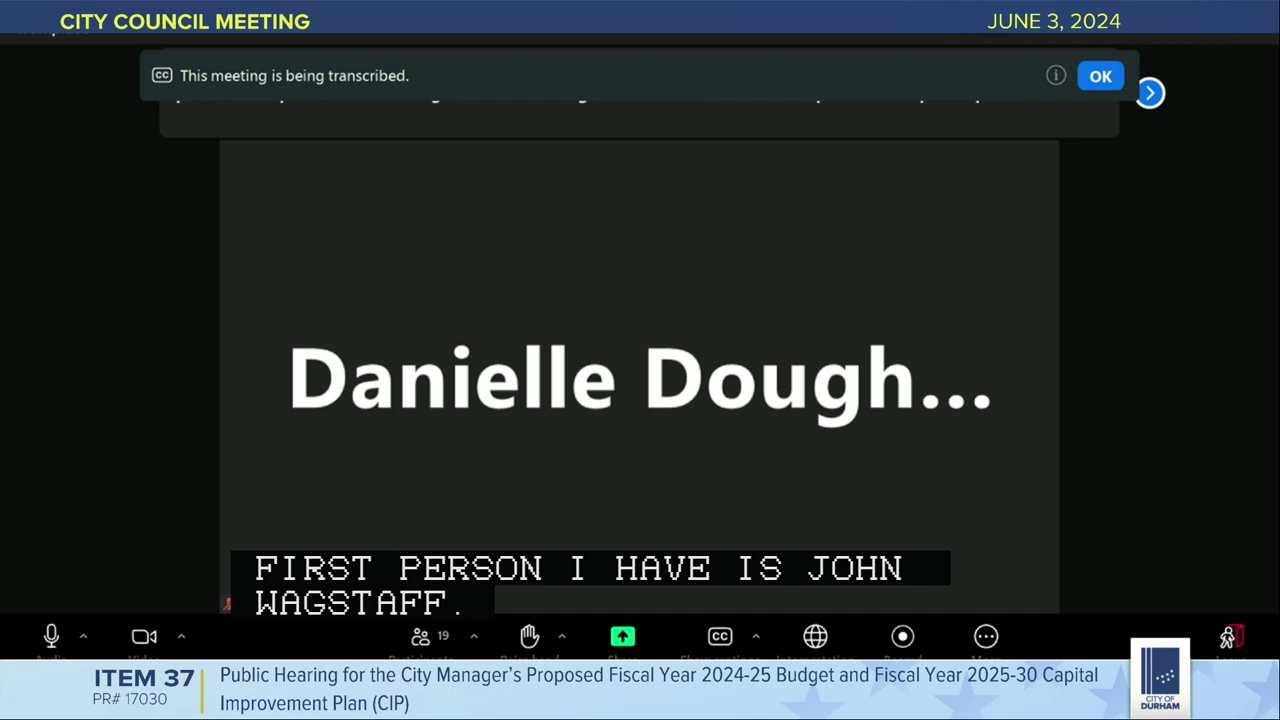 CITY COUNCIL MEETING
JUNE 3, 2024
CC This meeting is being transcribed.
OK
Danielle Dough...
FIRST PERSON I HAVE IS JOHN
WAGSTAFF.
19
CC
ITEM 37
PR# 17030
Public Hearing for the City Manager's Proposed Fiscal Year 2024-25 Budget and Fiscal Year 2025-30 Capital
Improvement Plan (CIP)
CITY OF
DURHAM